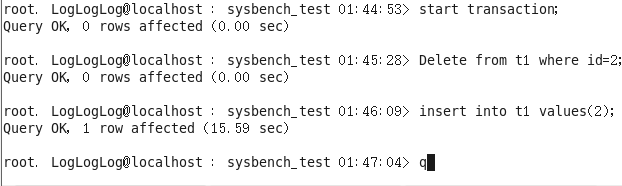 root. LogLogLog@localhost : sysbench_test 01:44:53> start transaction;
Query OK, 0 rows affected (0.00 sec)
root. LogLogLog@localhost : sysbench_test 01:45:28> Delete from t1 where id=2;
Query OK, 0 rows affected (0.00 sec)
root. LogLogLog@localhost : sysbench_test 01:46:09> insert into t1 values(2);
Query OK, 1 row affected (15.59 sec)
root. LogLogLog@localhost : sysbench_test 01:47:04> q